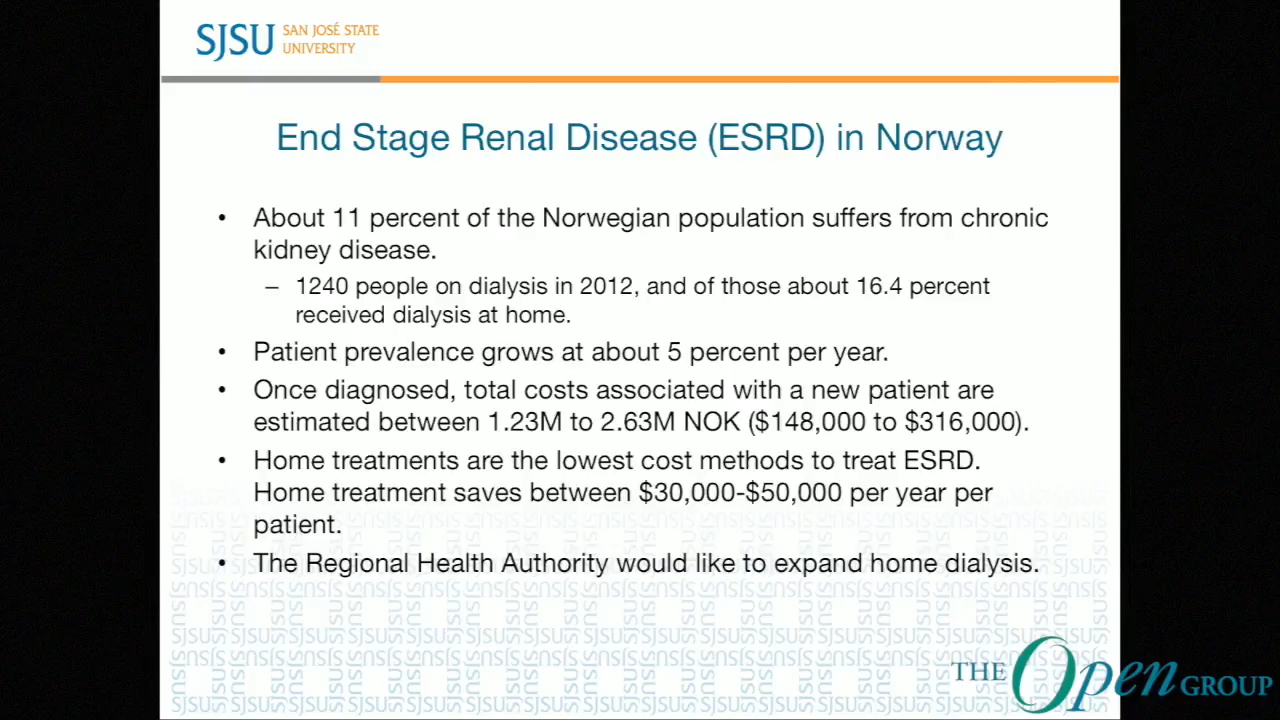 SJSU SAN JOSÉ STATE
UNIVERSITY
End Stage Renal Disease (ESRD) in Norway
• About 11 percent of the Norwegian population suffers from chronic
kidney disease.
– 1240 people on dialysis in 2012, and of those about 16.4 percent
received dialysis at home.
• Patient prevalence grows at about 5 percent per year.
• Once diagnosed, total costs associated with a new patient are
estimated between 1.23M to 2.63M NOK ($148,000 to $316,000).
• Home treatments are the lowest cost methods to treat ESRD.
Home treatment saves between $30,000-$50,000 per year per
patient.
• The Regional Health Authority would like to expand home dialysis.
THE Open GROUP